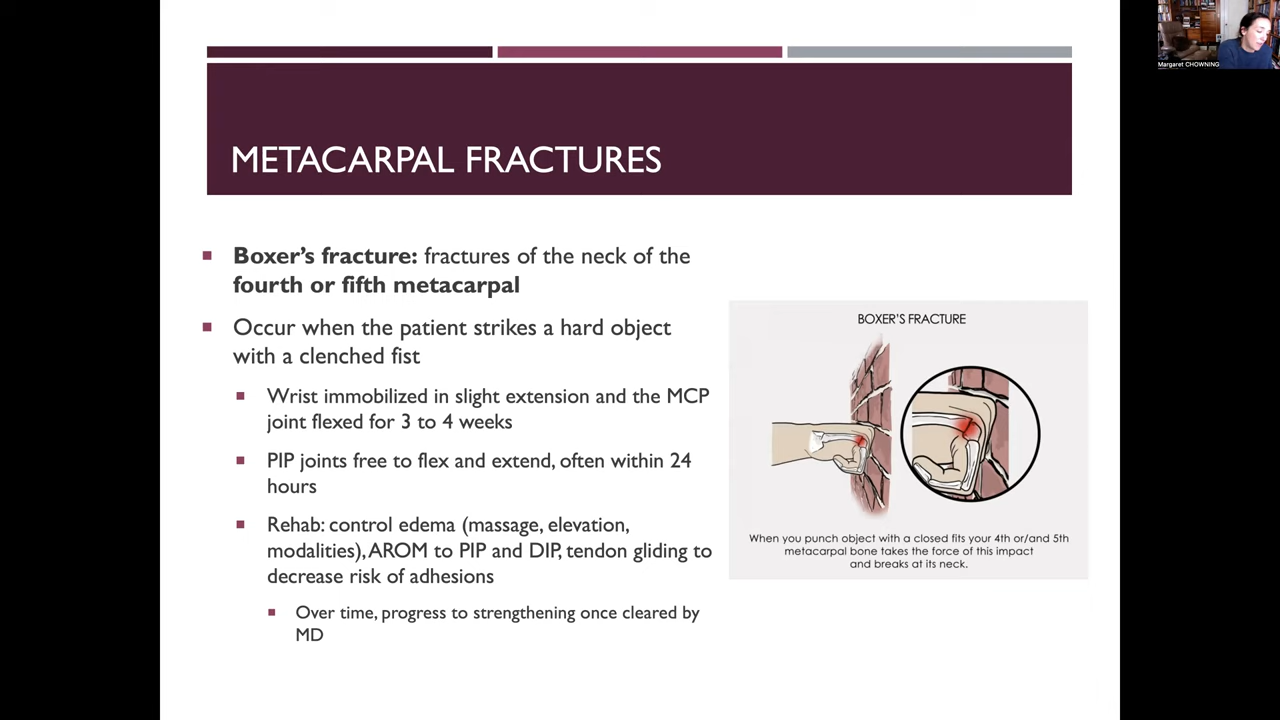 Margaret CHOWNING
METACARPAL FRACTURES
Boxer's fracture: fractures of the neck of the
fourth or fifth metacarpal
Occur when the patient strikes a hard object
with a clenched fist
Wrist immobilized in slight extension and the MCP
joint flexed for 3 to 4 weeks
PIP joints free to flex and extend, often within 24
hours
Rehab: control edema (massage, elevation,
modalities), AROM to PIP and DIP, tendon gliding to
decrease risk of adhesions
Over time, progress to strengthening once cleared by
MD
BOXER'S FRACTURE
When you punch object with a closed fits your 4th or/and 5th
metacarpal bone takes the force of this impact
and breaks at its neck.